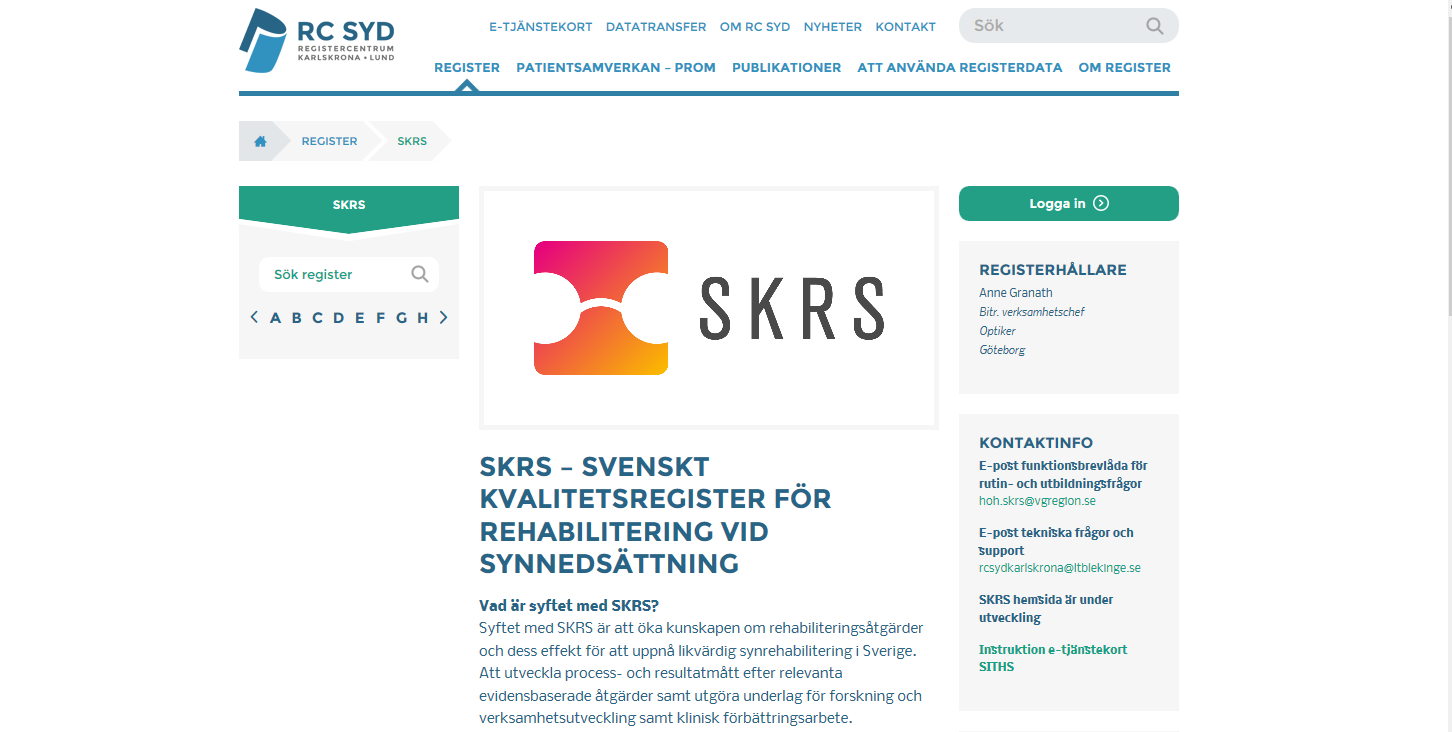 RC SYD
REGISTERCENTRUM
KARLSKRONA • LUND
E-TJÄNSTEKORT DATATRANSFER OM RC SYD NYHETER KONTAKT
Sök
REGISTER PATIENTSAMVERKAN – PROM PUBLIKATIONER ATT ANVÄNDA REGISTERDATA OM REGISTER
REGISTER SKRS
SKRS
Sök register
A B C D E F G H
SKRS
SKRS – SVENSKT
KVALITETSREGISTER FÖR
REHABILITERING VID
SYNNEDSÄTTNING
Vad är syftet med SKRS?
Syftet med SKRS är att öka kunskapen om rehabiliteringsåtgärder
och dess effekt för att uppnå likvärdig synrehabilitering i Sverige.
Att utveckla process- och resultatmått efter relevanta
evidensbaserade åtgärder samt utgöra underlag för forskning och
verksamhetsutveckling samt klinisk förbättringsarbete.
Logga in
REGISTERHÅLLARE
Anne Granath
Bitr. verksamhetschef
Optiker
Göteborg
KONTAKTINFO
E-post funktionsbrevlåda för
rutin- och utbildningsfrågor
hoh.skrs@vgregion.se
E-post tekniska frågor och
support
rcsydkarlskrona@ltblekinge.se
SKRS hemsida är under
utveckling
Instruktion e-tjänstekort
SITHS